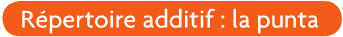 Répertoire additif : la punta